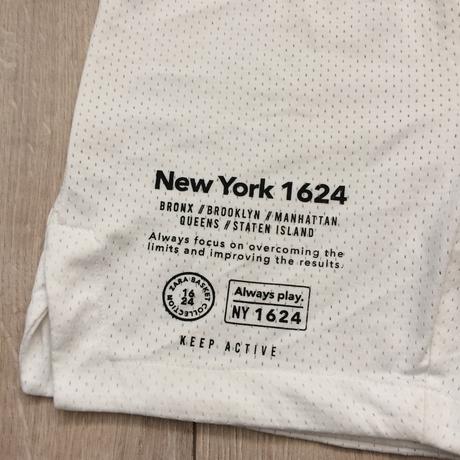 New York 1624
BRONX // BROOKLYN // MANHATTAN
QUEENS // STATEN ISLAND
Always focus on overcoming the
limits and improving the results.
ZARA BASKET COLLECTION
16
24
Always play.
NY 1624
KEEP ACTIVE